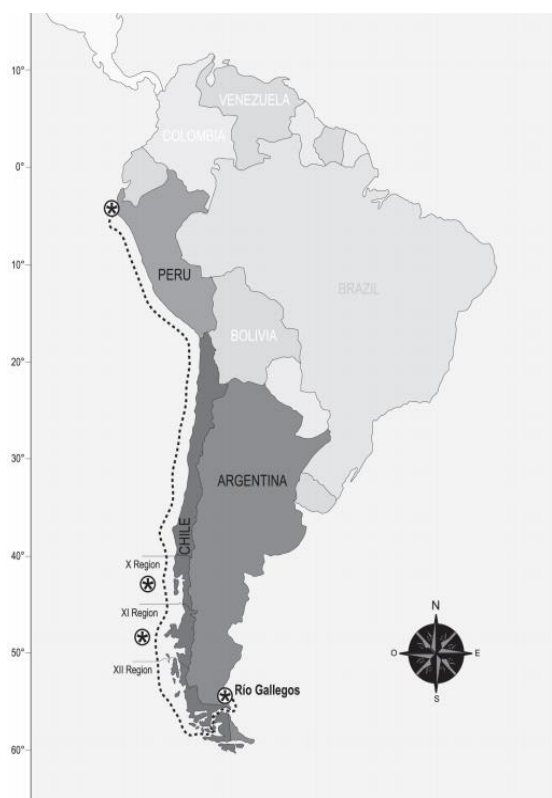 10°
VENEZUELA
COLOMBIA
0°
PERU
10°
BRAZIL
BOLIVIA
20°
30°
ARGENTINA
CHILE
40°
X Region
XI Region
N
O
E
S
50°
XII Region
Río Gallegos
60°